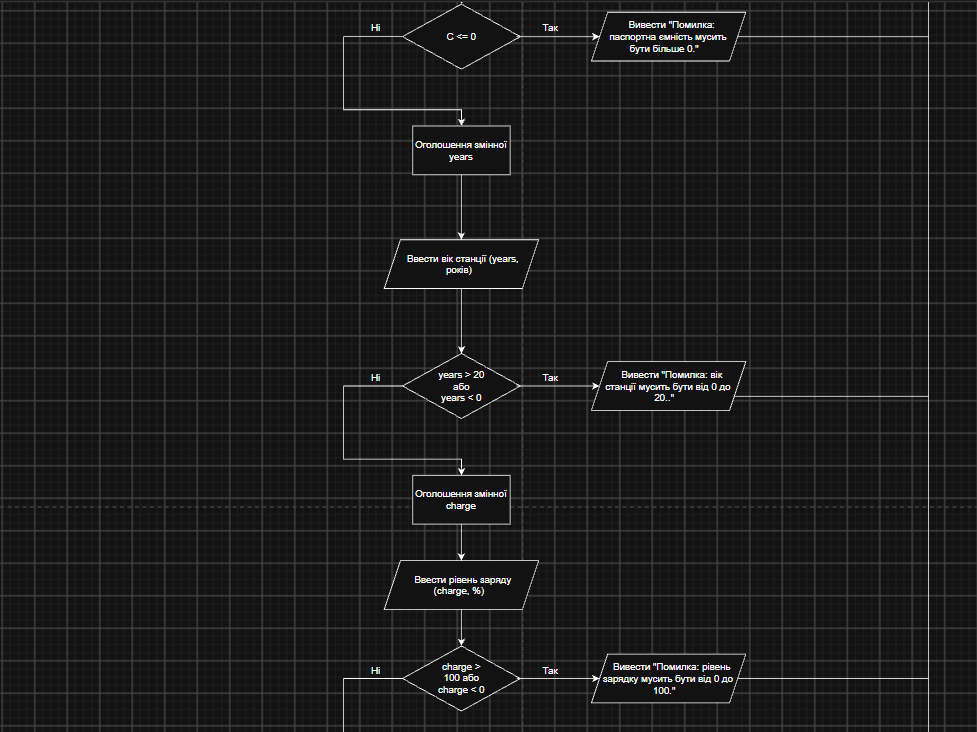 Ні
C <= 0
Так
Вивести "Помилка:
паспортна ємність мусить
бути більше 0."
Оголошення змінної
years
Ввести вік станції (years,
років)
Ні
years > 20
або
years < 0
Так
Вивести "Помилка: вік
станції мусить бути від 0 до
20.."
Оголошення змінної
charge
Ввести рівень заряду
(charge, %)
Ні
charge >
100 або
charge < 0
Так
Вивести "Помилка: рівень
зарядку мусить бути від 0 до
100."